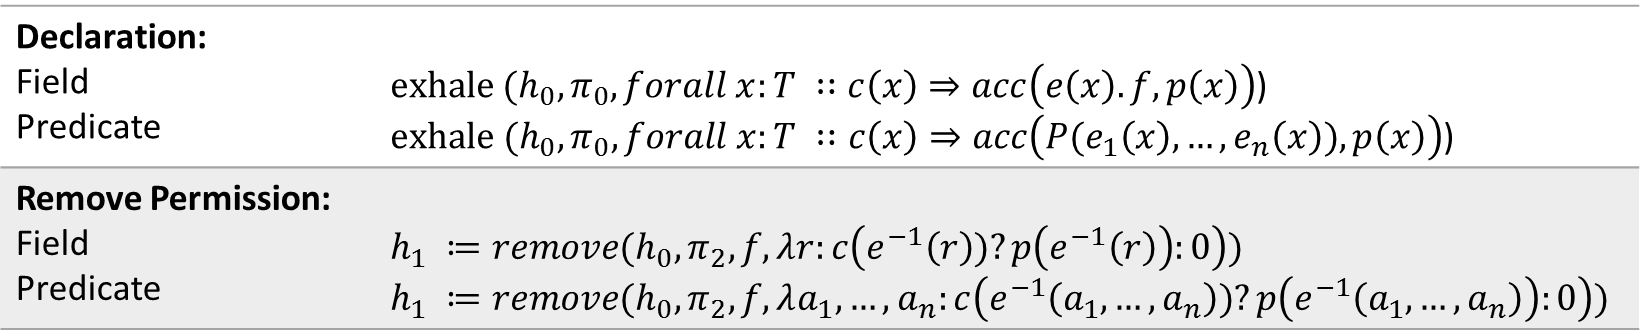 Declaration:
Field exhale (h₀, π₀, forall x: T :: c(x) ⇒ acc(e(x). f, p(x)))
Predicate exhale (h₀, π₀, forall x: T :: c(x) ⇒ acc(P(e₁(x), … , eₙ(x)), p(x)))
Remove Permission:
Field h₁ ≔ remove(h₀, π₂, f, λr: c(e⁻¹(r))? p(e⁻¹(r)): 0))
Predicate h₁ ≔ remove(h₀, π₂, f, λa₁, … , aₙ: c(e⁻¹(a₁, … , aₙ))? p(e⁻¹(a₁, … , aₙ)): 0))